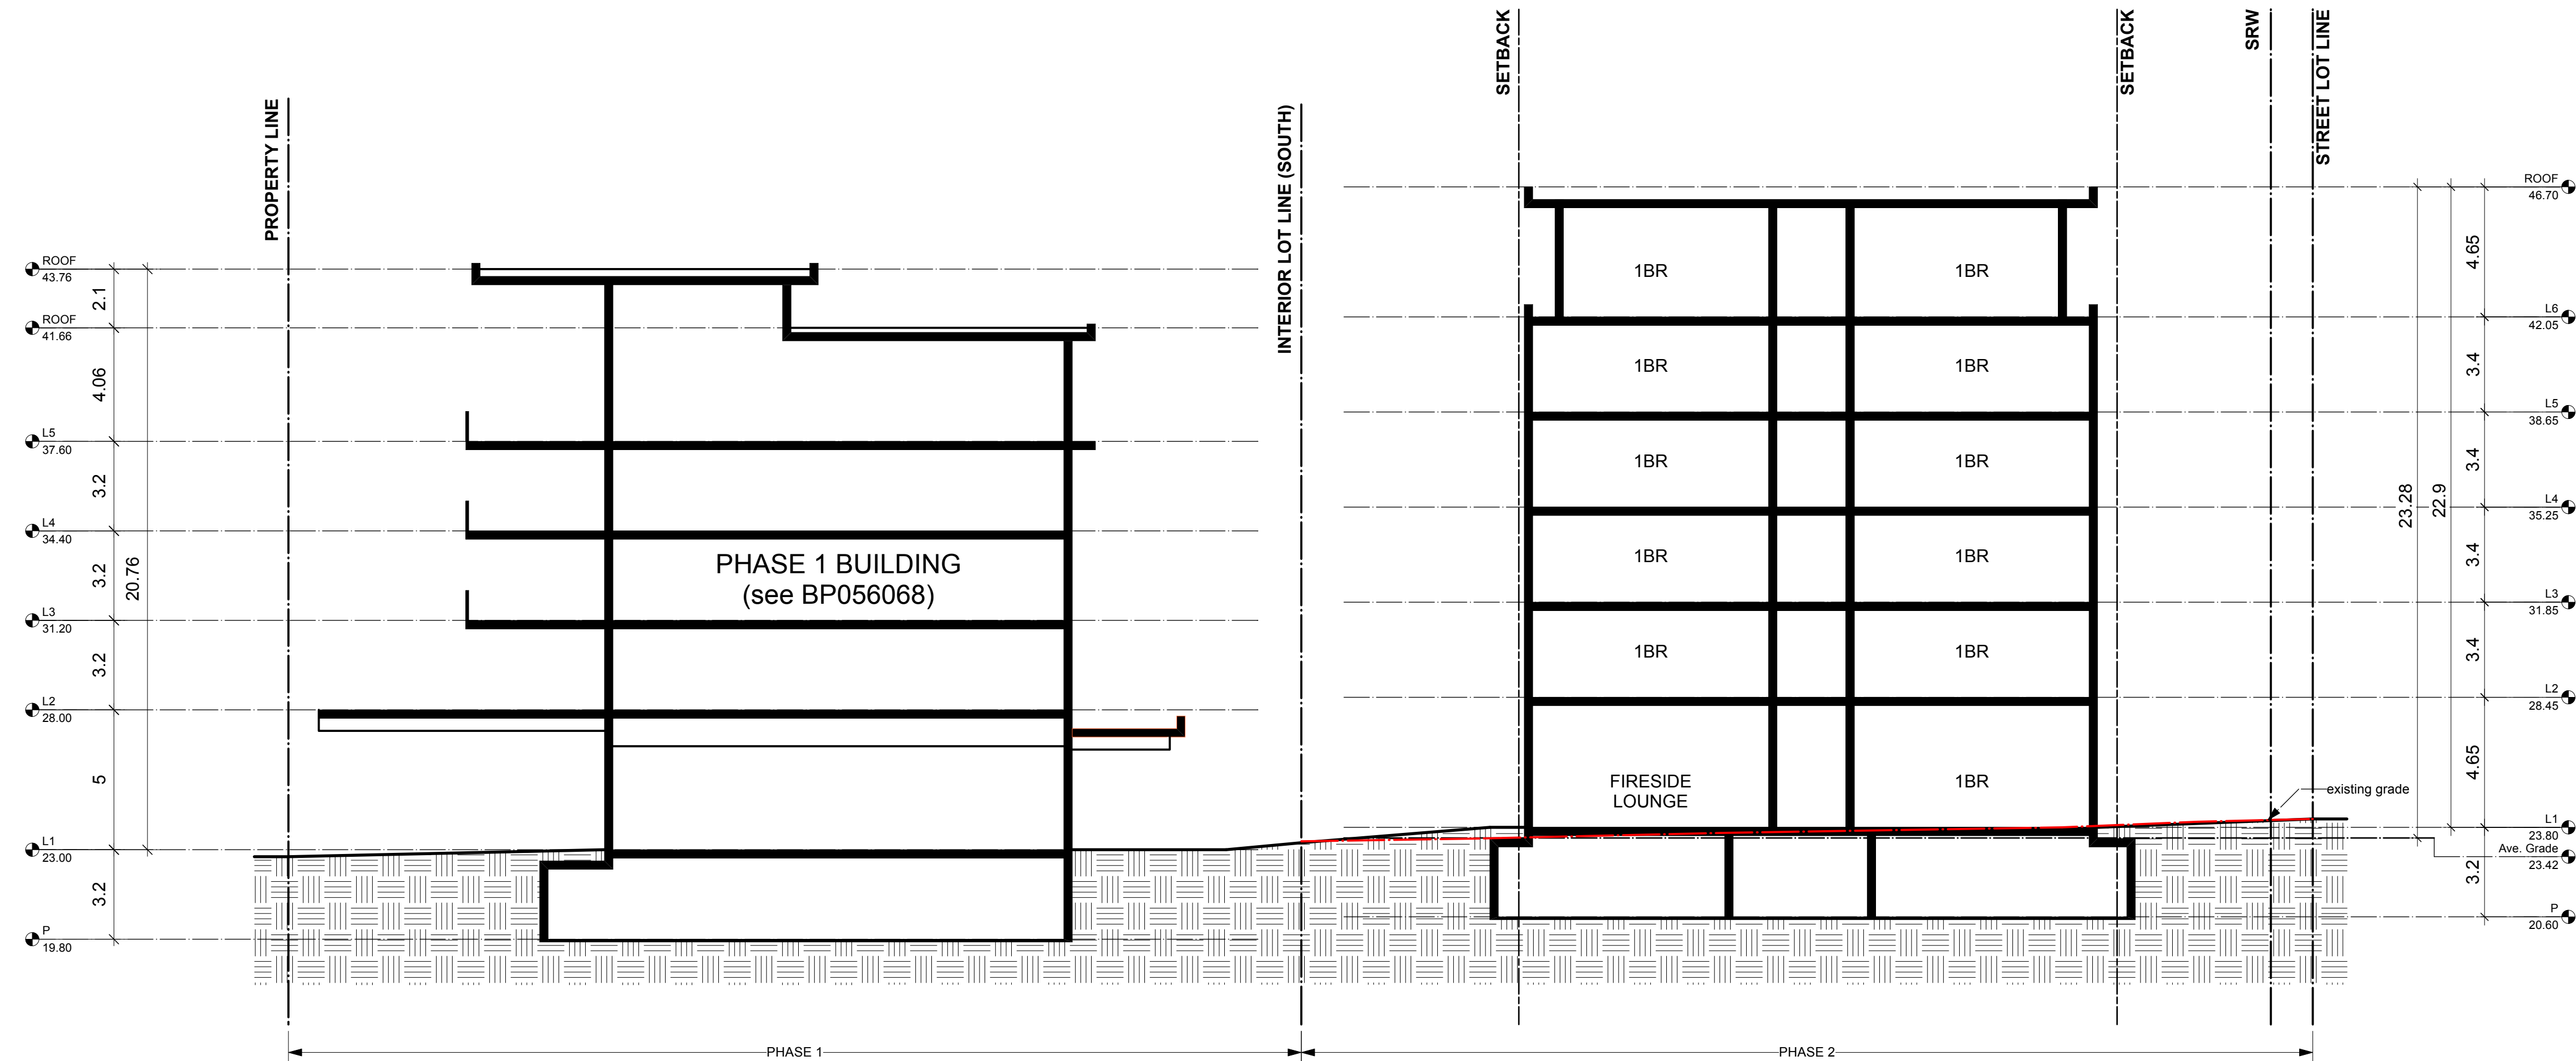 PROPERTY LINE
INTERIOR LOT LINE (SOUTH)
SETBACK
SETBACK
SRW
STREET LOT LINE
ROOF
43.76
ROOF
41.66
L5
37.60
L4
34.40
L3
31.20
L2
28.00
L1
23.00
P
19.80
2.1
4.06
3.2
3.2
3.2
5
3.2
20.76
PHASE 1 BUILDING
(see BP056068)
1BR
1BR
1BR
1BR
1BR
1BR
1BR
1BR
1BR
1BR
FIRESIDE
LOUNGE
1BR
existing grade
23.28
22.9
4.65
3.4
3.4
3.4
3.4
4.65
3.2
ROOF
46.70
L6
42.05
L5
38.65
L4
35.25
L3
31.85
L2
28.45
L1
23.80
Ave. Grade
23.42
P
20.60
PHASE 1
PHASE 2